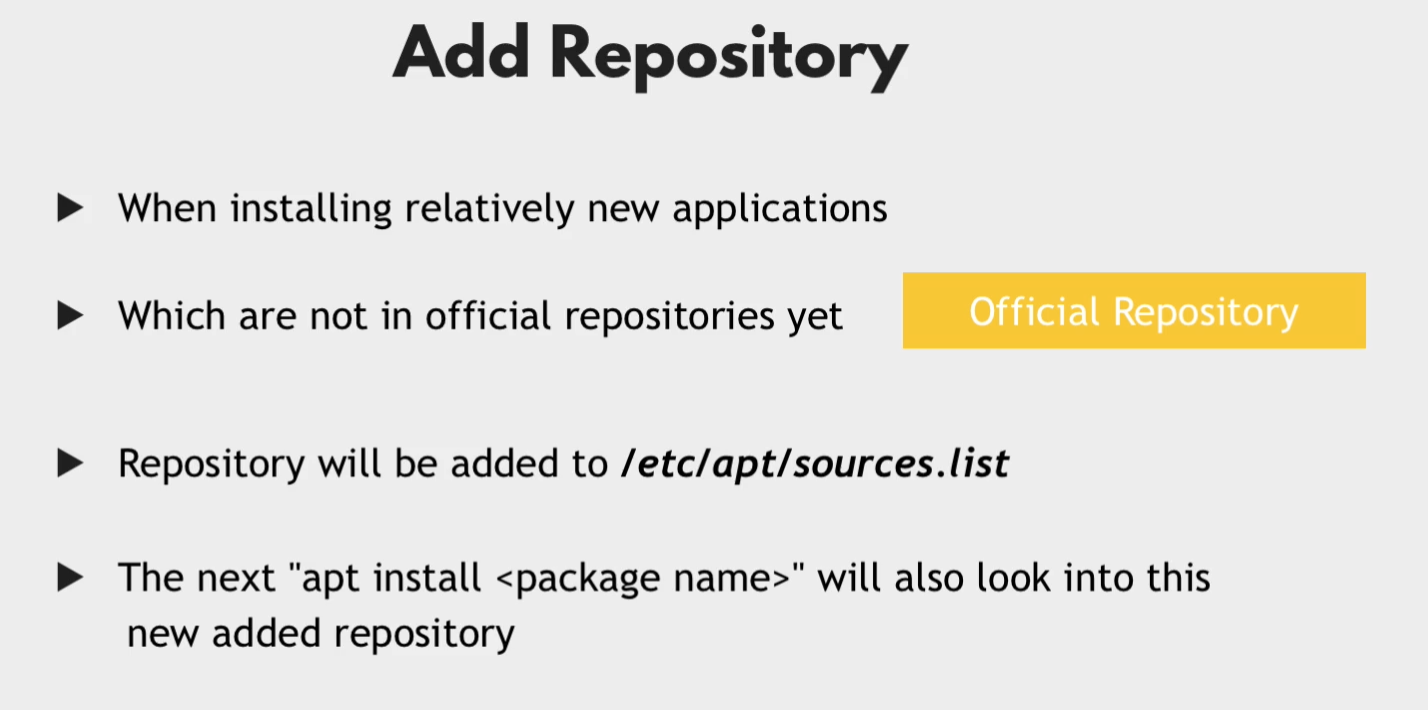 Add Repository
When installing relatively new applications
Which are not in official repositories yet
Official Repository
Repository will be added to /etc/apt/sources.list
The next "apt install <package name>" will also look into this
new added repository